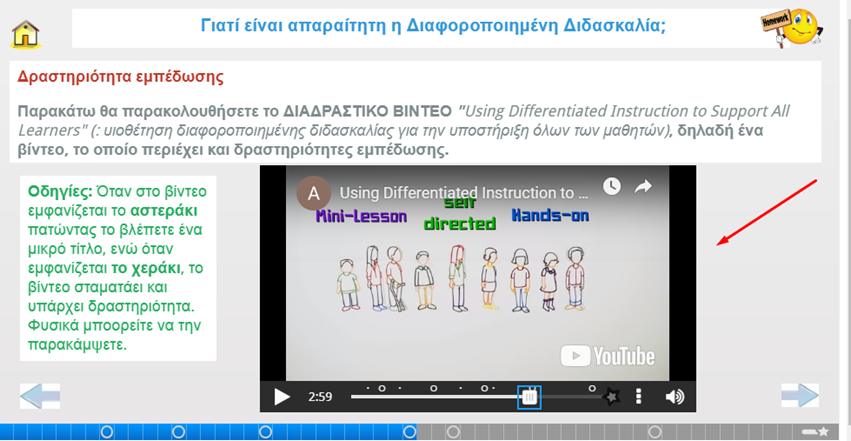 Γιατί είναι απαραίτητη η Διαφοροποιημένη Διδασκαλία;
Homework
Δραστηριότητα εμπέδωσης
Παρακάτω θα παρακολουθήσετε το ΔΙΑΔΡΑΣΤΙΚΟ ΒΙΝΤΕΟ "Using Differentiated Instruction to Support All
Learners" (: υιοθέτηση διαφοροποιημένης διδασκαλίας για την υποστήριξη όλων των μαθητών), δηλαδή ένα
βίντεο, το οποίο περιέχει και δραστηριότητες εμπέδωσης.
Οδηγίες: Όταν στο βίντεο
εμφανίζεται το αστεράκι
πατώντας το βλέπετε ένα
μικρό τίτλο, ενώ όταν
εμφανίζεται το χεράκι, το
βίντεο σταματάει και
υπάρχει δραστηριότητα.
Φυσικά μποορείτε να την
παρακάμψετε.
A Using Differentiated Instruction to ...
Mini-Lesson self directed Hands-on
YouTube
2:59